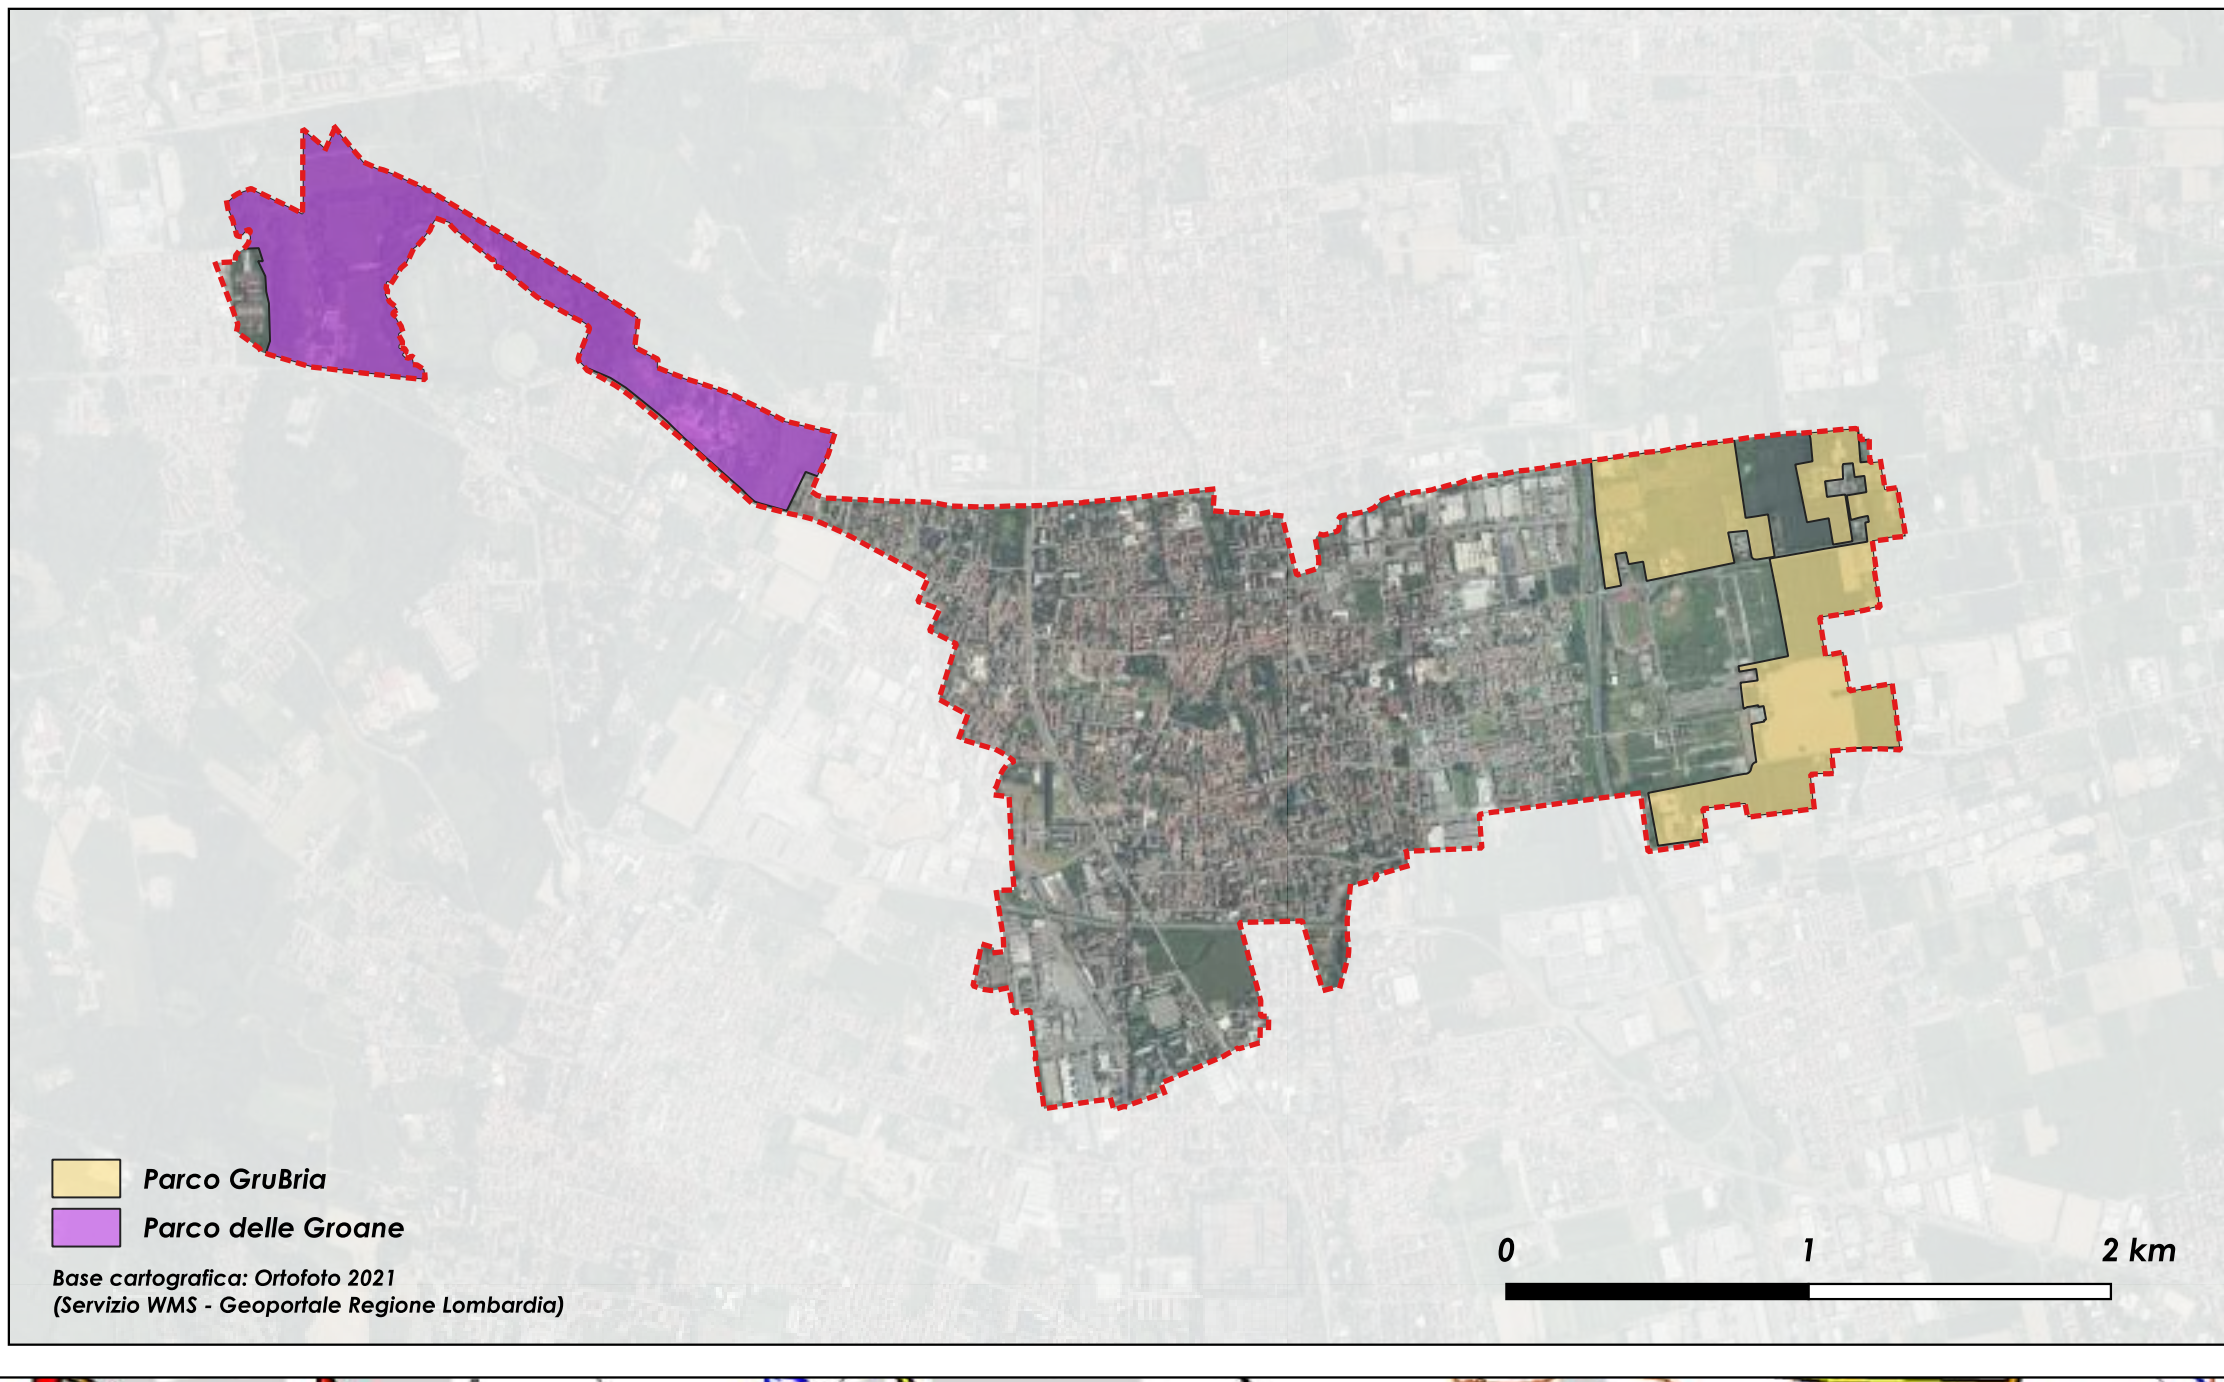 Parco GruBria
Parco delle Groane
Base cartografica: Ortofoto 2021
(Servizio WMS - Geoportale Regione Lombardia)
0 1 2 km